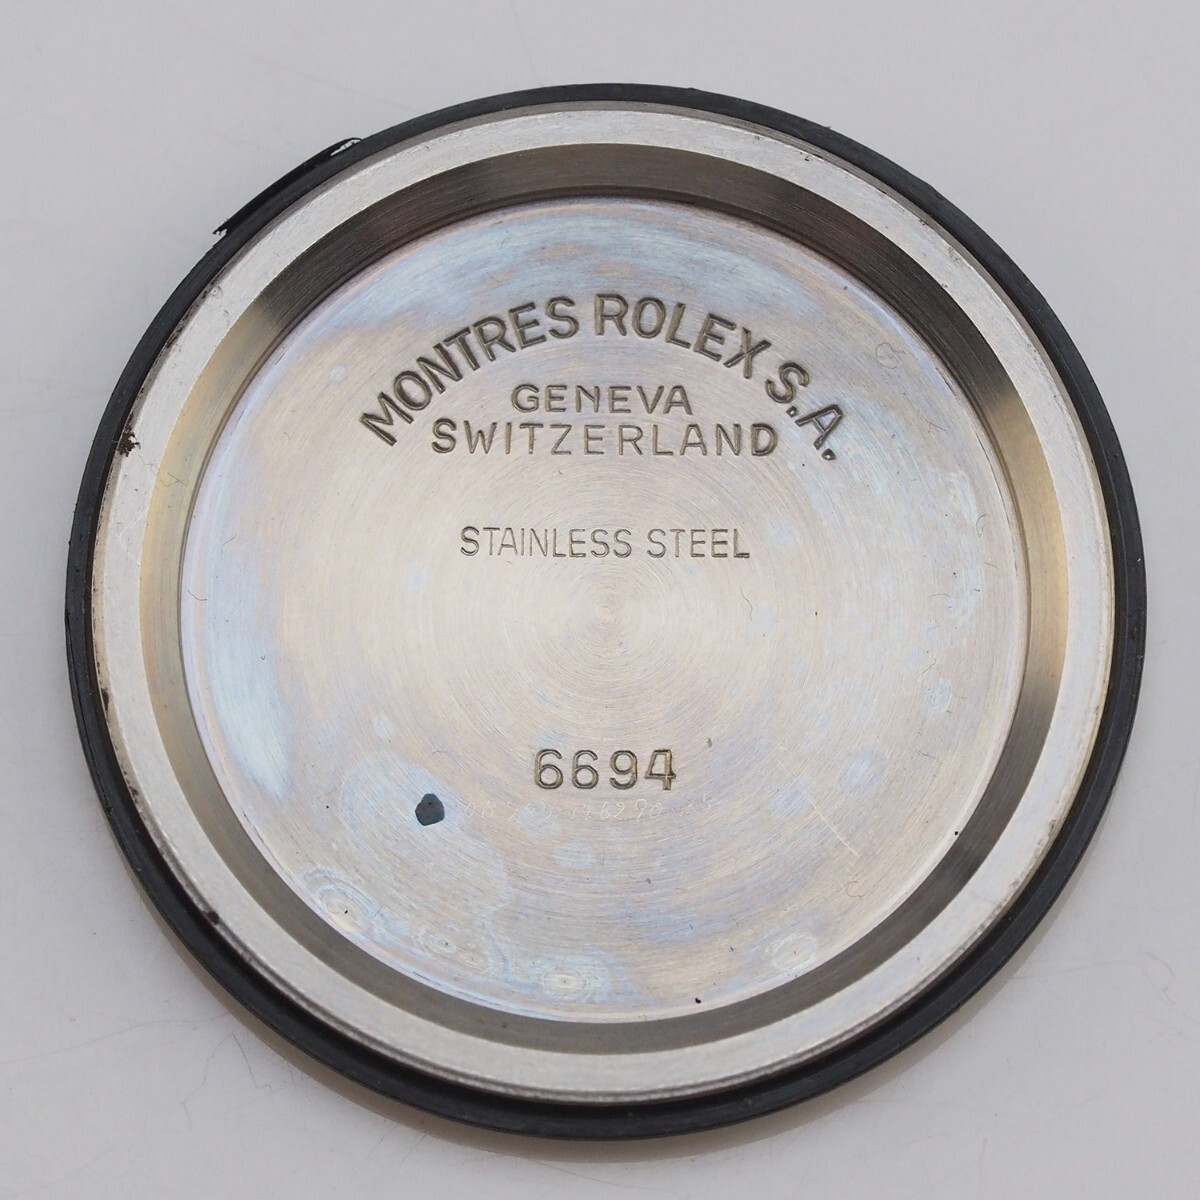 MONTRES ROLEX S.A.
GENEVA
SWITZERLAND
STAINLESS STEEL
6694